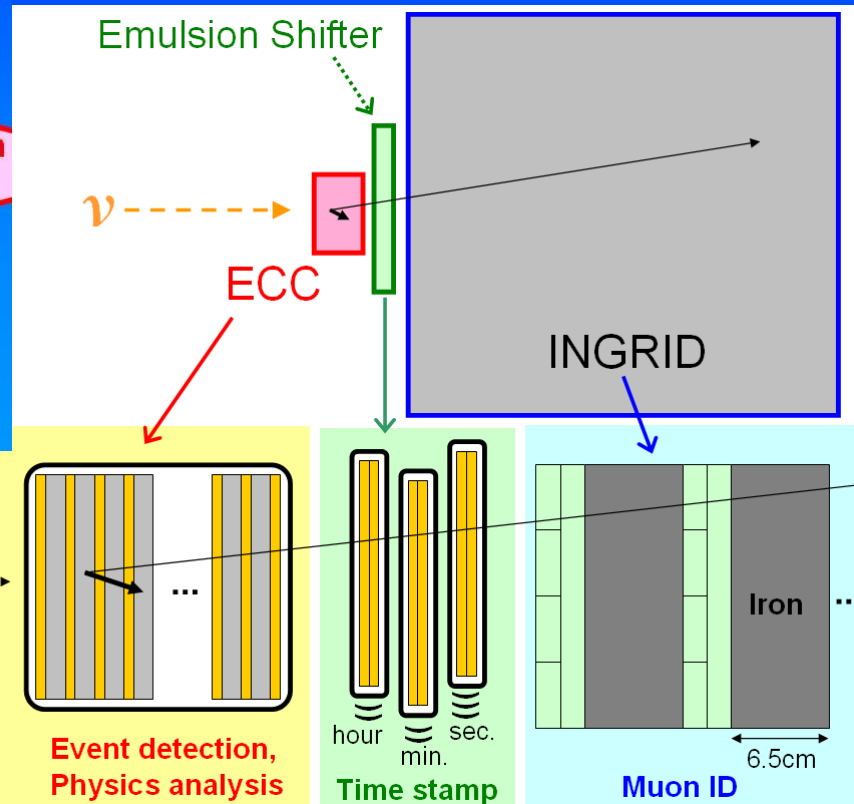 Emulsion Shifter
ν
ECC
INGRID
...
Iron
...
hour
min.
sec.
6.5cm
Event detection,
Physics analysis
Time stamp
Muon ID